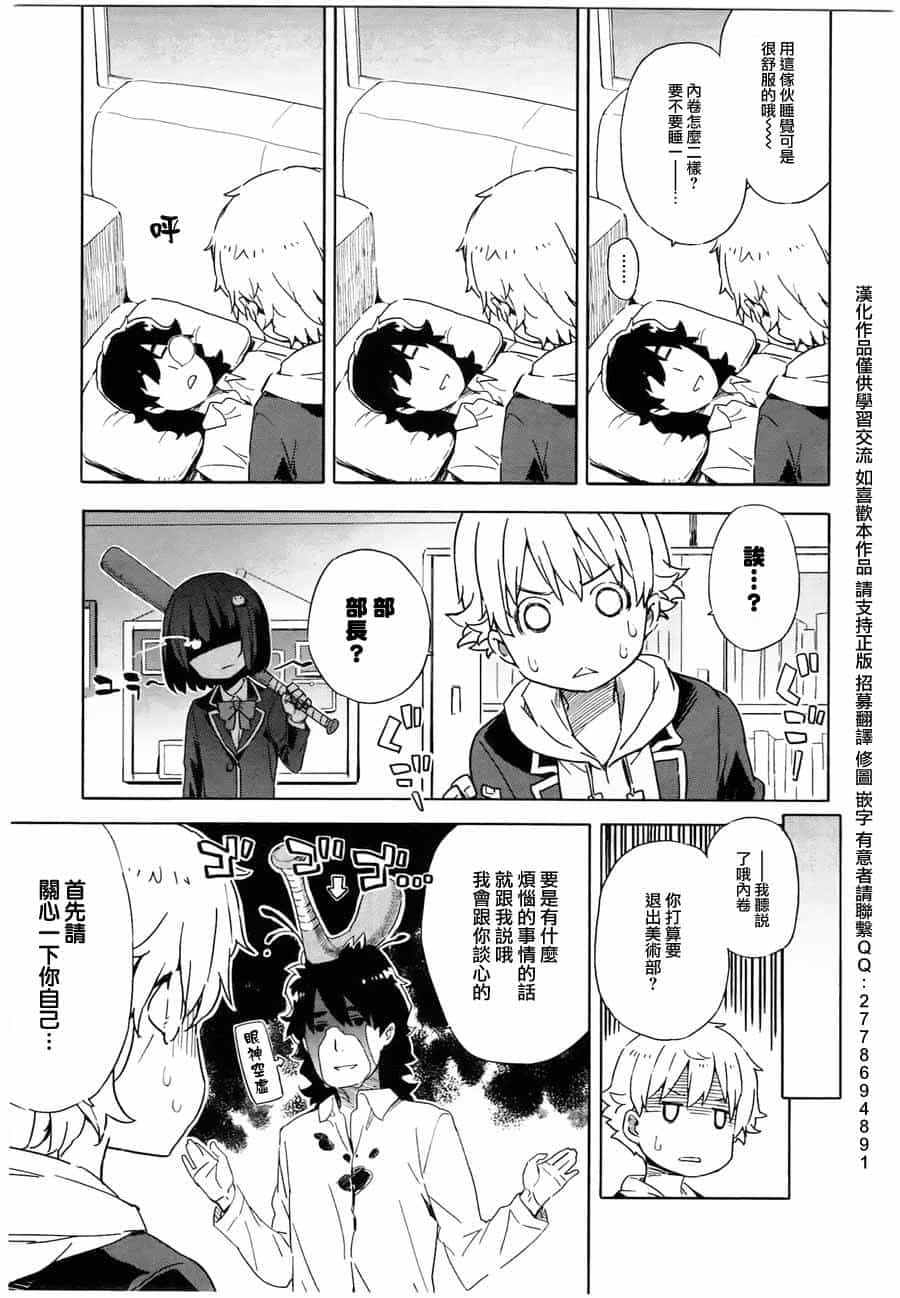 用這傢伙睡覺可是
很舒服的哦~~~
內卷怎麼二樣?
要不要睡一——…
……
呼
誒…?
部
部長?
——我聽説
了哦內卷
你打算要
退出美術部?
要是有什麼
煩惱的事情的話
就跟我説哦
我會跟你談心的
ゴゴゴ…
眼神空虛
首先請
關心一下你自己…
漢化作品僅供學習交流 如喜歡本作品 請支持正版 招募翻譯 修圖 嵌字 有意者請聯繫QQ:2778694891